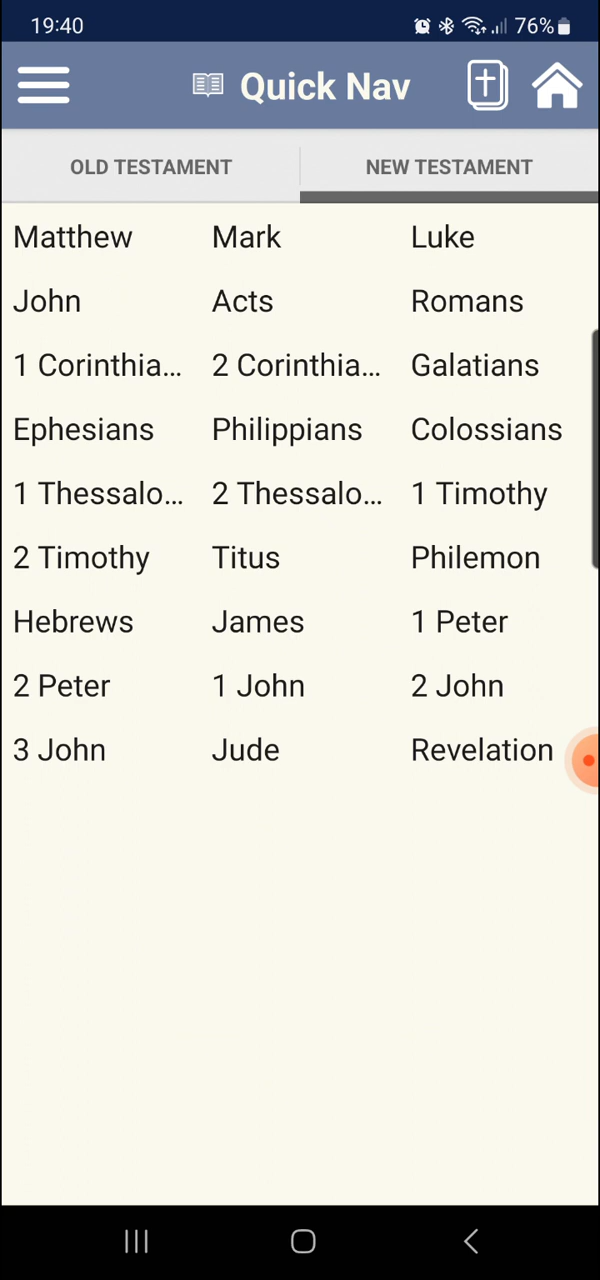 19:40 76%
Quick Nav
OLD TESTAMENT NEW TESTAMENT
Matthew Mark Luke
John Acts Romans
1 Corinthia... 2 Corinthia... Galatians
Ephesians Philippians Colossians
1 Thessalo... 2 Thessalo... 1 Timothy
2 Timothy Titus Philemon
Hebrews James 1 Peter
2 Peter 1 John 2 John
3 John Jude Revelation